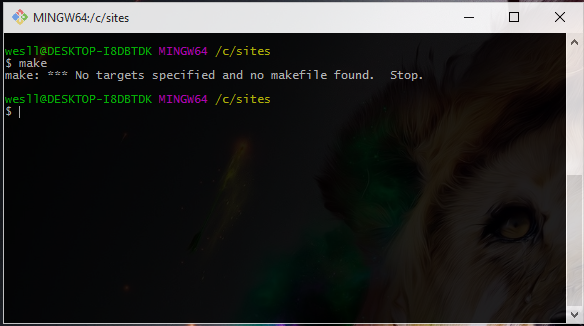 MINGW64:/c/sites
wesll@DESKTOP-I8DBTDK MINGW64 /c/sites
$ make
make: *** No targets specified and no makefile found.  Stop.
wesll@DESKTOP-I8DBTDK MINGW64 /c/sites
$